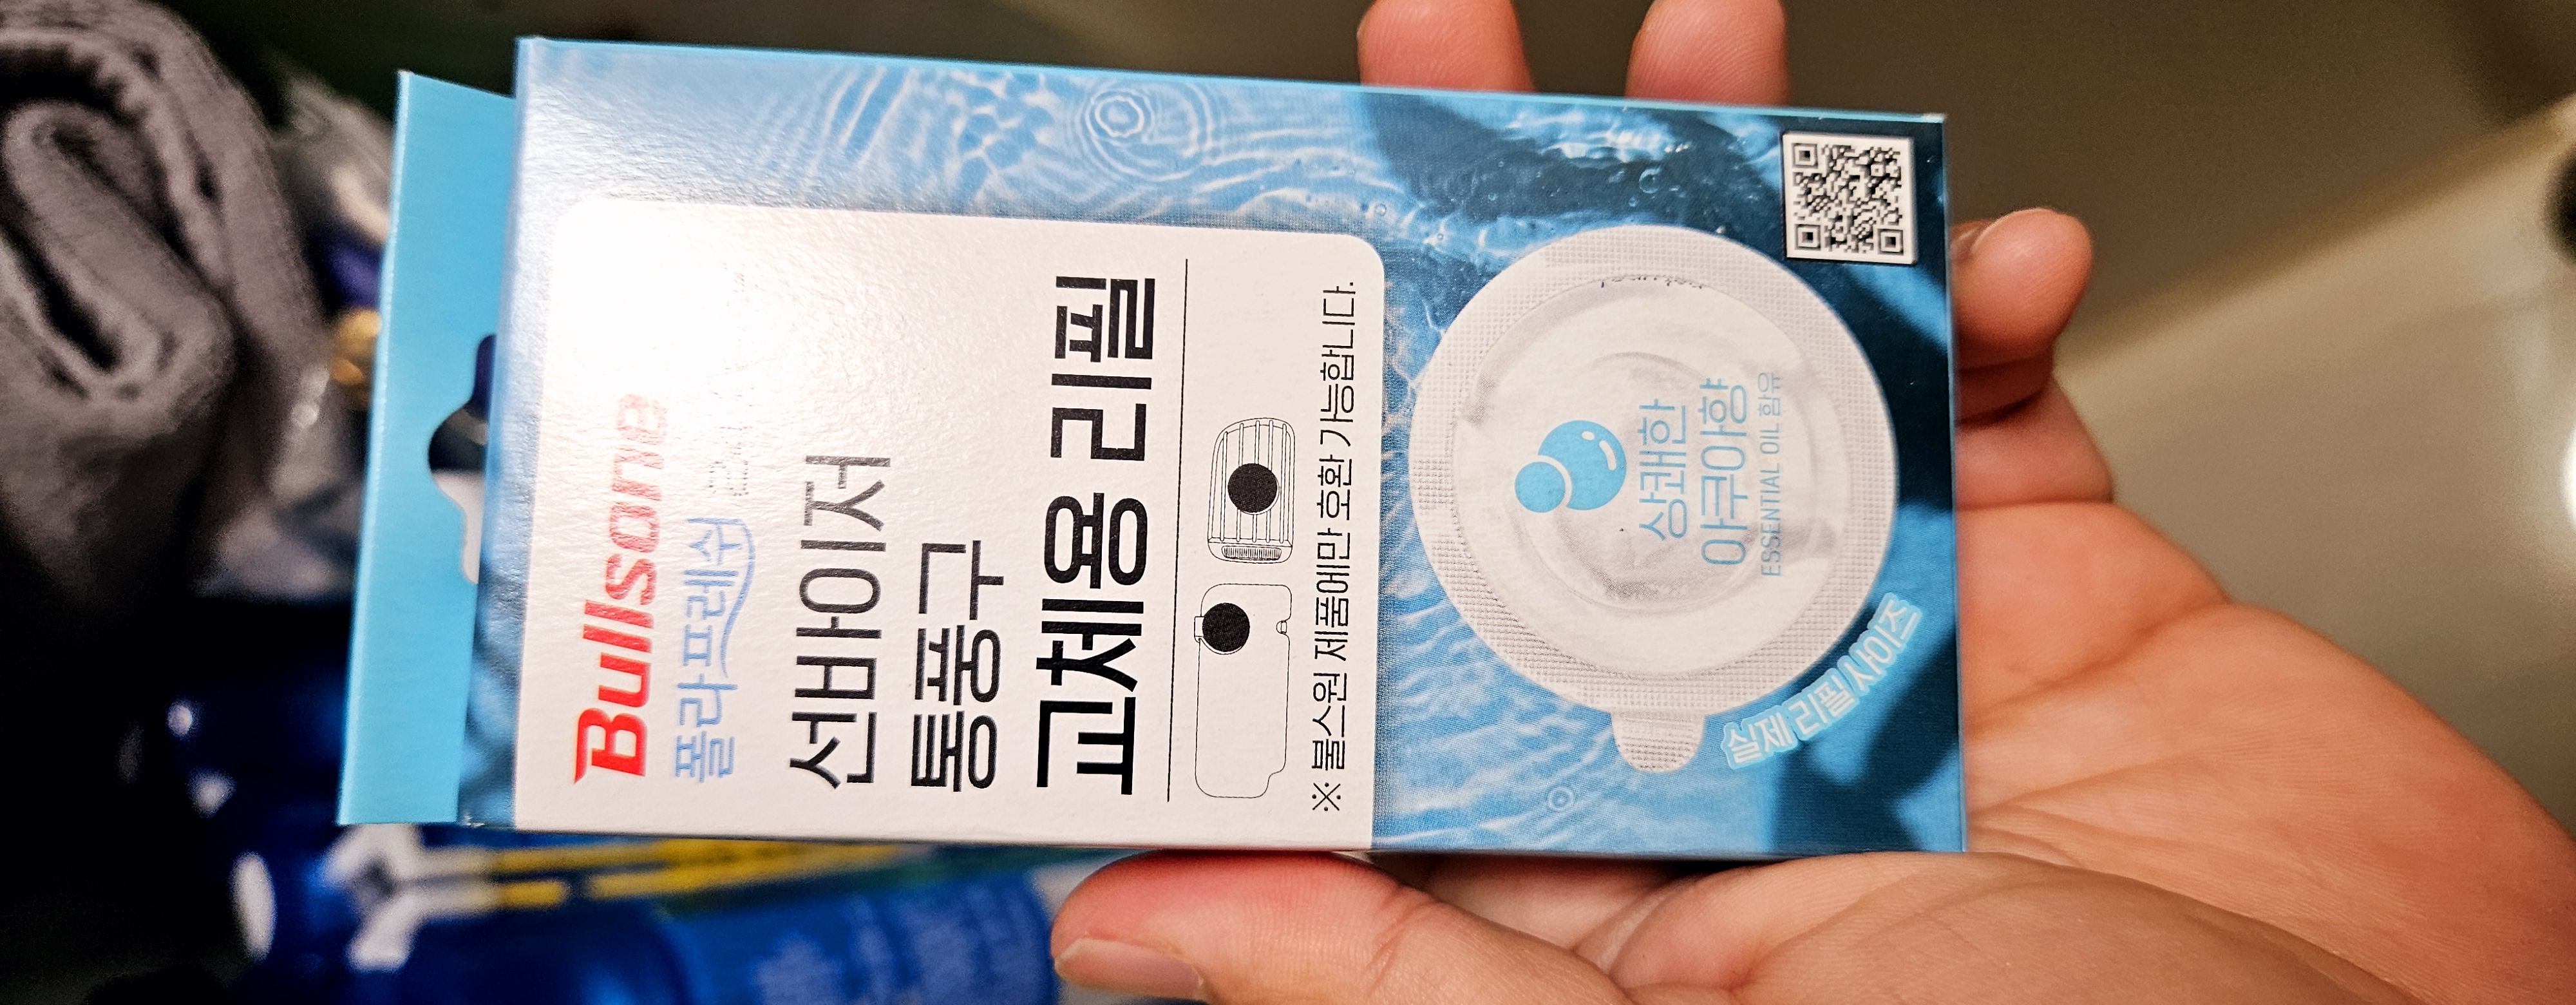 Bullsone
폴라프레쉬
선바이저
통풍구
교체용 리필
※ 불스원 제품에만 호환 가능합니다.
상쾌한
아쿠아향
ESSENTIAL OIL 함유
실제 리필 사이즈